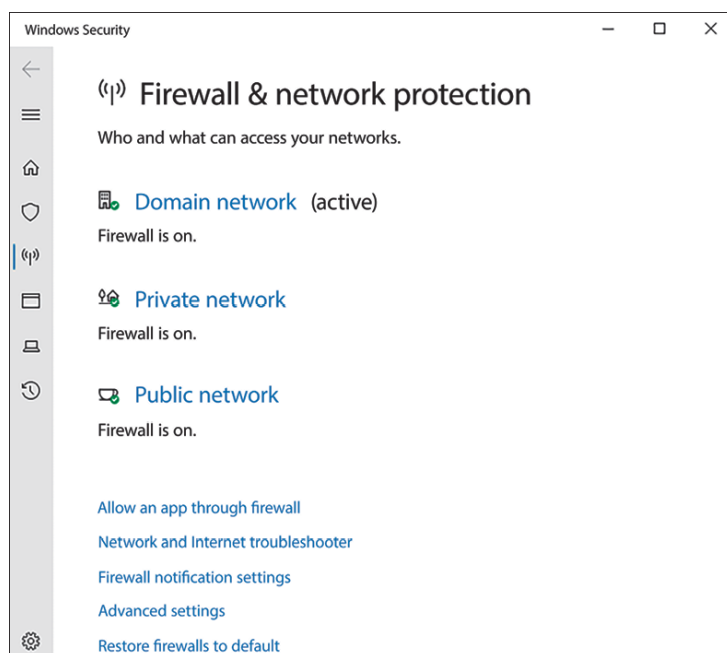 Windows Security
Firewall & network protection
Who and what can access your networks.
Domain network (active)
Firewall is on.
Private network
Firewall is on.
Public network
Firewall is on.
Allow an app through firewall
Network and Internet troubleshooter
Firewall notification settings
Advanced settings
Restore firewalls to default